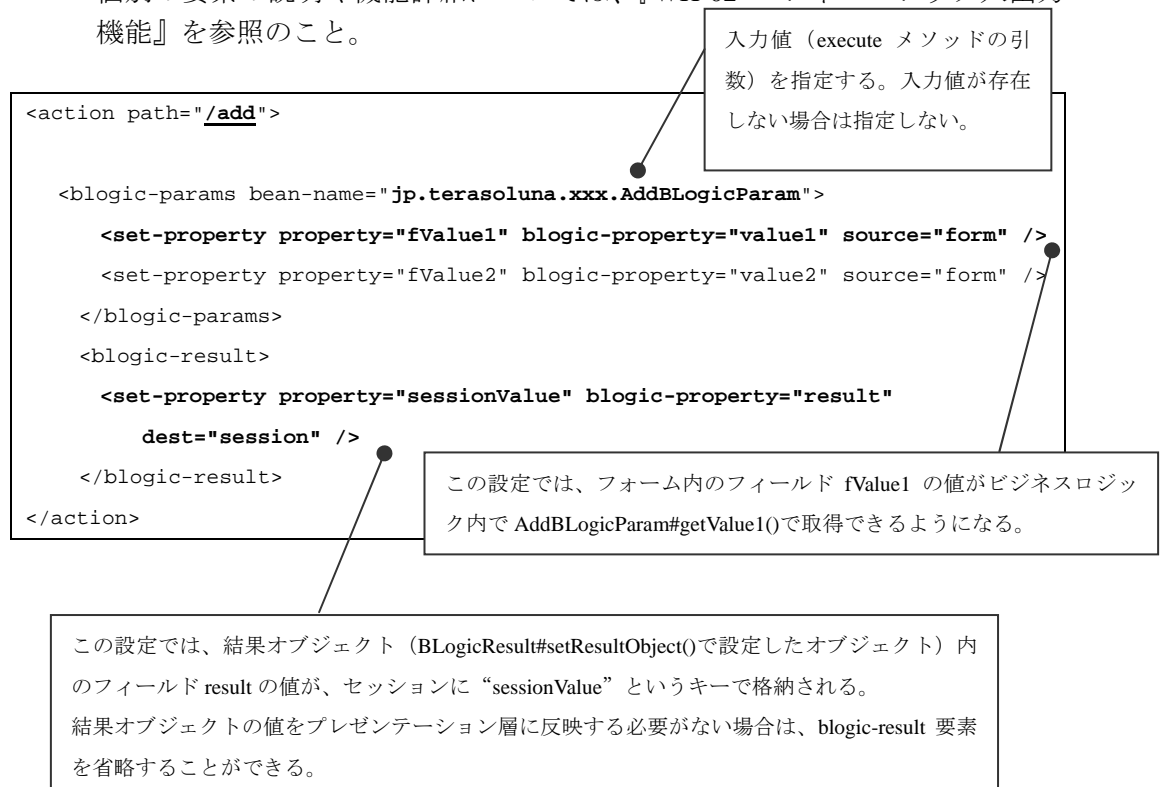 機能』を参照のこと。
入力値（execute メソッドの引
数）を指定する。入力値が存在
しない場合は指定しない。
<action path="/add">
<blogic-params bean-name="jp.terasoluna.xxx.AddBLogicParam">
<set-property property="fValue1" blogic-property="value1" source="form" />
<set-property property="fValue2" blogic-property="value2" source="form" />
</blogic-params>
<blogic-result>
<set-property property="sessionValue" blogic-property="result"
dest="session" />
</blogic-result>
</action>
この設定では、フォーム内のフィールド fValue1 の値がビジネスロジッ
ク内で AddBLogicParam#getValue1()で取得できるようになる。
この設定では、結果オブジェクト（BLogicResult#setResultObject()で設定したオブジェクト）内
のフィールド result の値が、セッションに“sessionValue”というキーで格納される。
結果オブジェクトの値をプレゼンテーション層に反映する必要がない場合は、blogic-result 要素
を省略することができる。